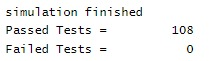 simulation finished
Passed Tests =         108
Failed Tests =           0